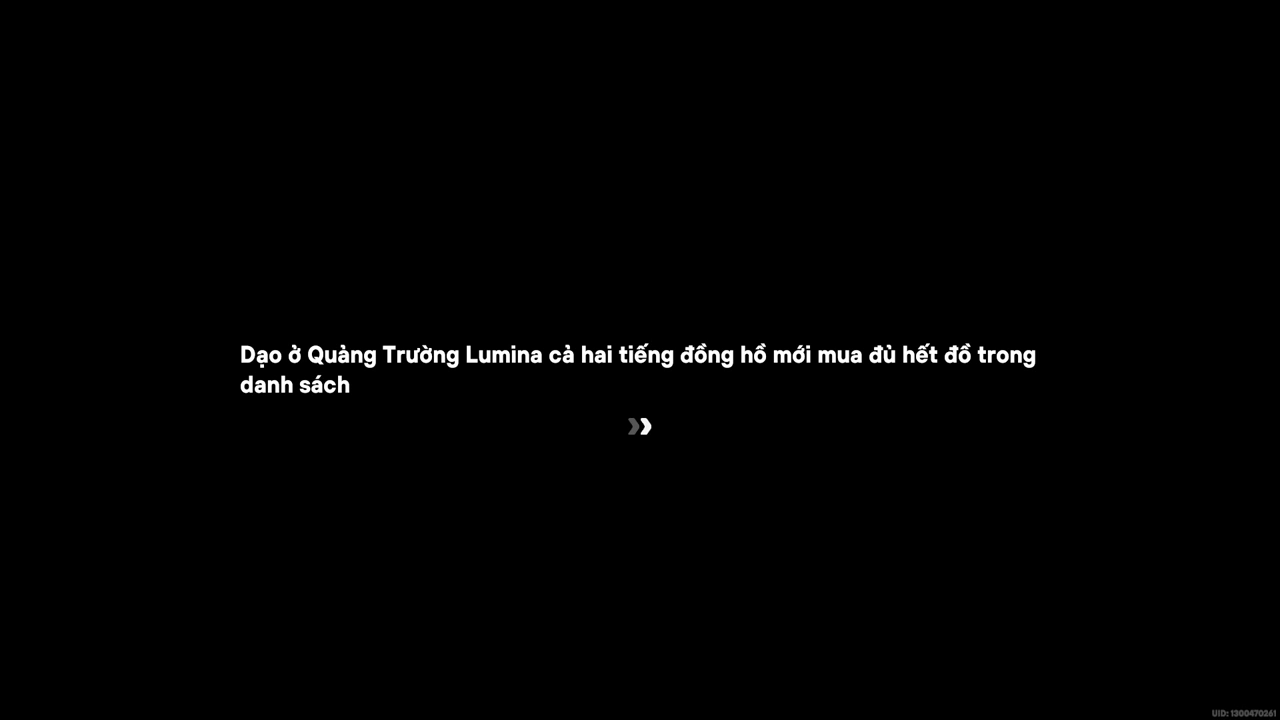 Dạo ở Quảng Trường Lumina cả hai tiếng đồng hồ mới mua đủ hết đồ trong
danh sách
UID: 1300470261